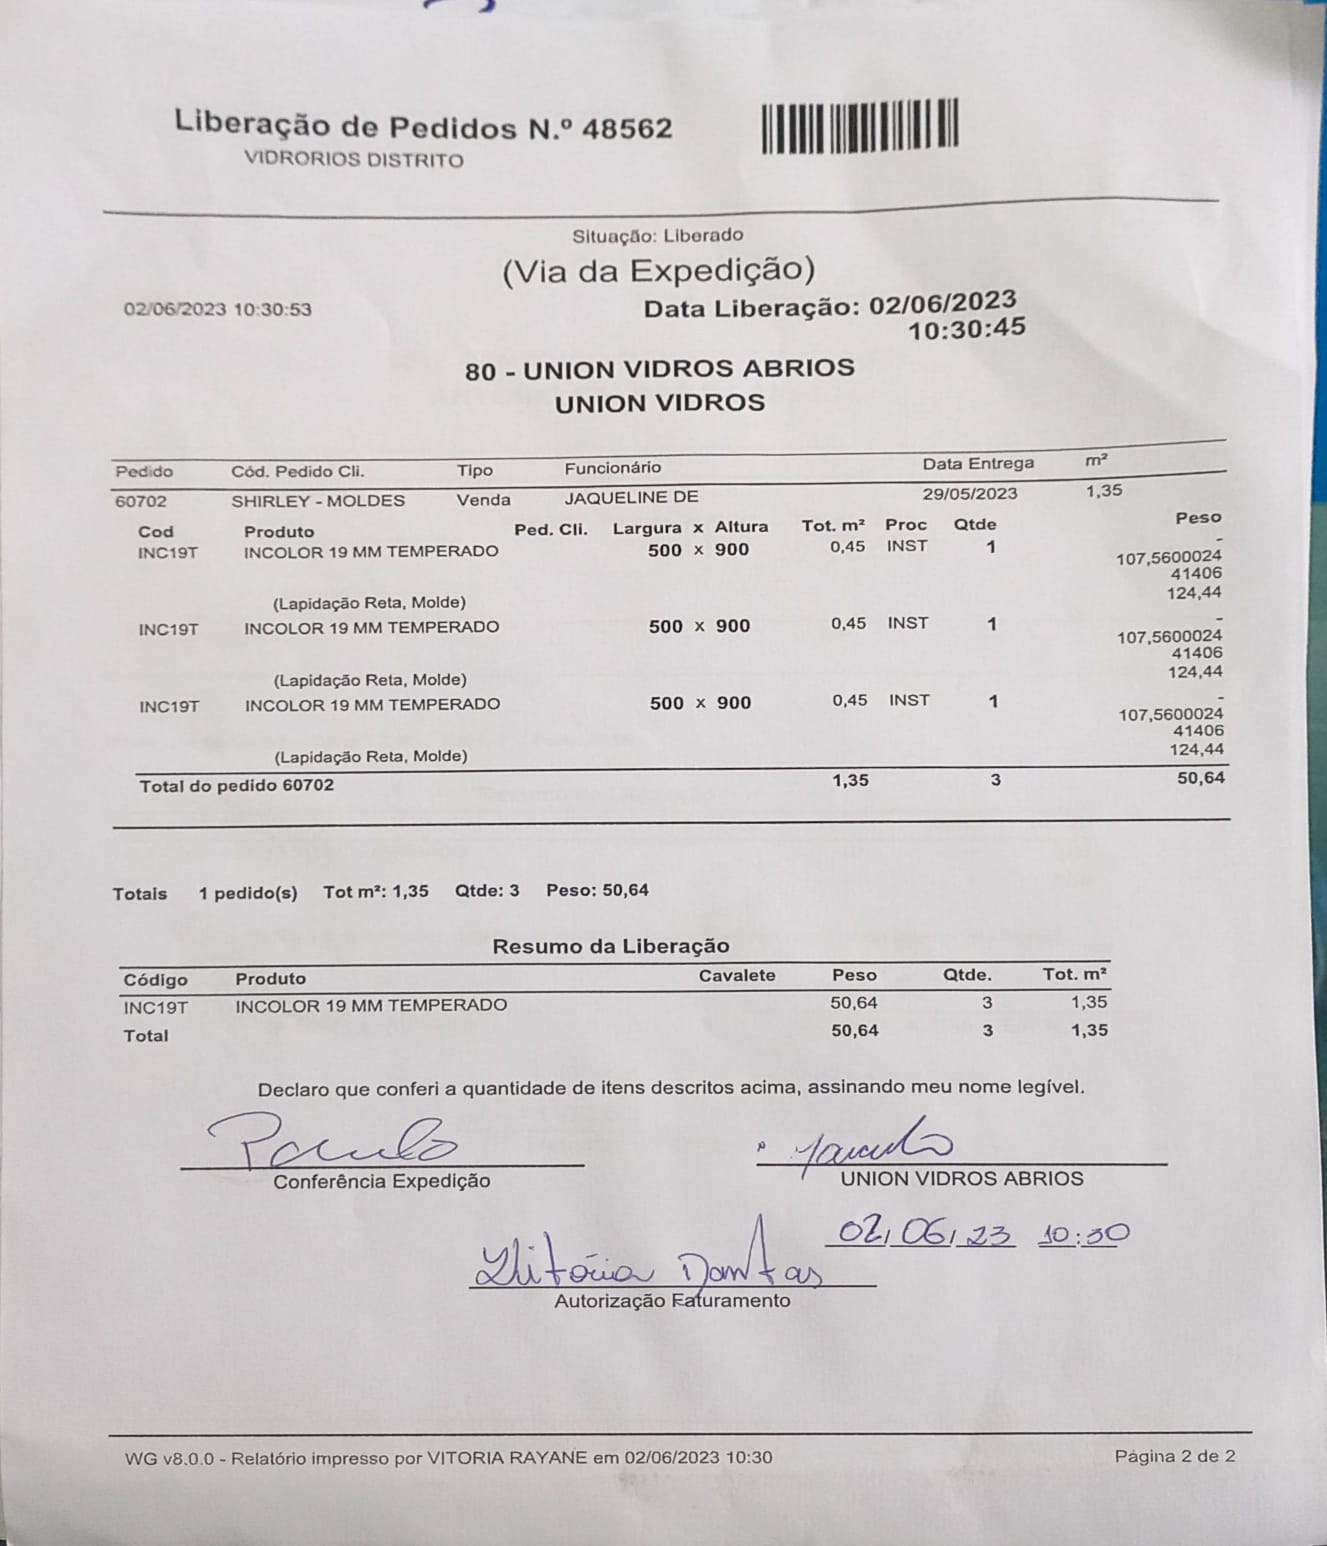 Liberação de Pedidos N.º 48562
VIDRORIOS DISTRITO
Situação: Liberado
(Via da Expedição)
02/06/2023 10:30:53
Data Liberação: 02/06/2023
10:30:45
80 - UNION VIDROS ABRIOS
UNION VIDROS
Pedido Cód. Pedido Cli. Tipo Funcionário Data Entrega m²
60702 SHIRLEY - MOLDES Venda JAQUELINE DE 29/05/2023 1,35
Cod Produto Ped. Cli. Largura x Altura Tot. m² Proc Qtde Peso
INC19T INCOLOR 19 MM TEMPERADO 500 x 900 0,45 INST 1 -
107,5600024
41406
124,44
(Lapidação Reta, Molde)
INC19T INCOLOR 19 MM TEMPERADO 500 x 900 0,45 INST 1 -
107,5600024
41406
124,44
(Lapidação Reta, Molde)
INC19T INCOLOR 19 MM TEMPERADO 500 x 900 0,45 INST 1 -
107,5600024
41406
124,44
(Lapidação Reta, Molde)
Total do pedido 60702 1,35 3 50,64
Totais 1 pedido(s) Tot m²: 1,35 Qtde: 3 Peso: 50,64
Resumo da Liberação
Código Produto Cavalete Peso Qtde. Tot. m²
INC19T INCOLOR 19 MM TEMPERADO 50,64 3 1,35
Total 50,64 3 1,35
Declaro que conferi a quantidade de itens descritos acima, assinando meu nome legível.
Paulo
Conferência Expedição UNION VIDROS ABRIOS
02/06/23 10:30
Vitória Dantas
Autorização Faturamento
WG v8.0.0 - Relatório impresso por VITORIA RAYANE em 02/06/2023 10:30 Página 2 de 2